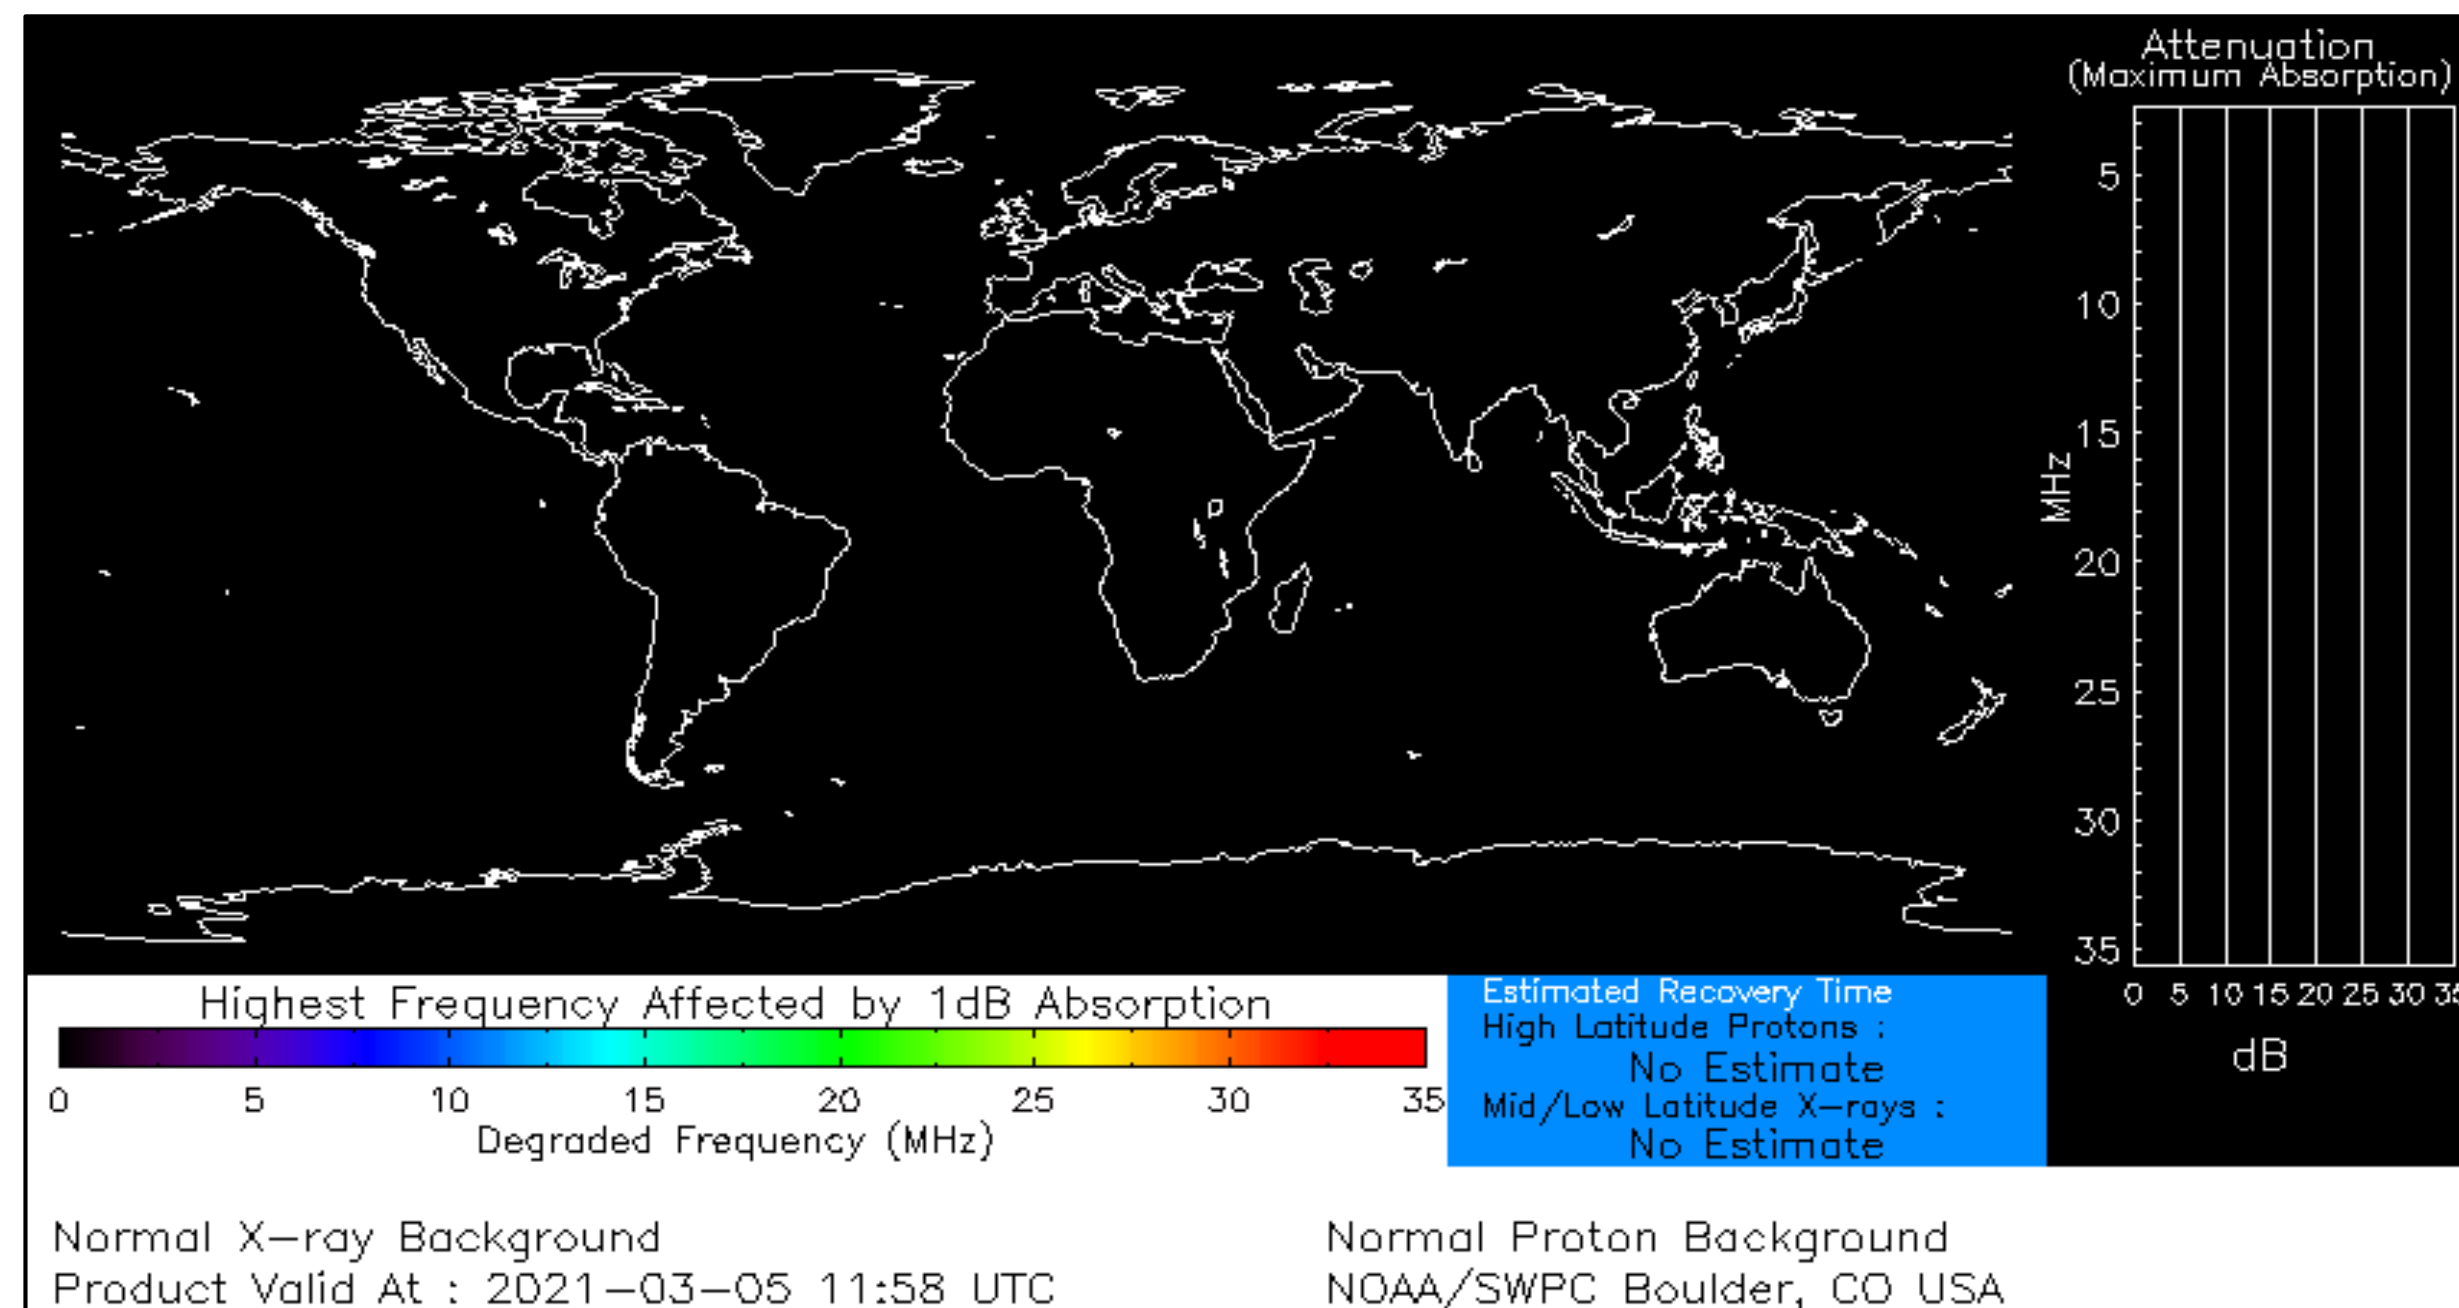 Attenuation
(Maximum Absorption)
5
10
15
20
25
30
35
MHz
0 5 10 15 20 25 30 35
dB
Highest Frequency Affected by 1dB Absorption
0 5 10 15 20 25 30 35
Degraded Frequency (MHz)
Estimated Recovery Time
High Latitude Protons :
No Estimate
Mid/Low Latitude X-rays :
No Estimate
Normal X-ray Background
Product Valid At : 2021-03-05 11:58 UTC
Normal Proton Background
NOAA/SWPC Boulder, CO USA